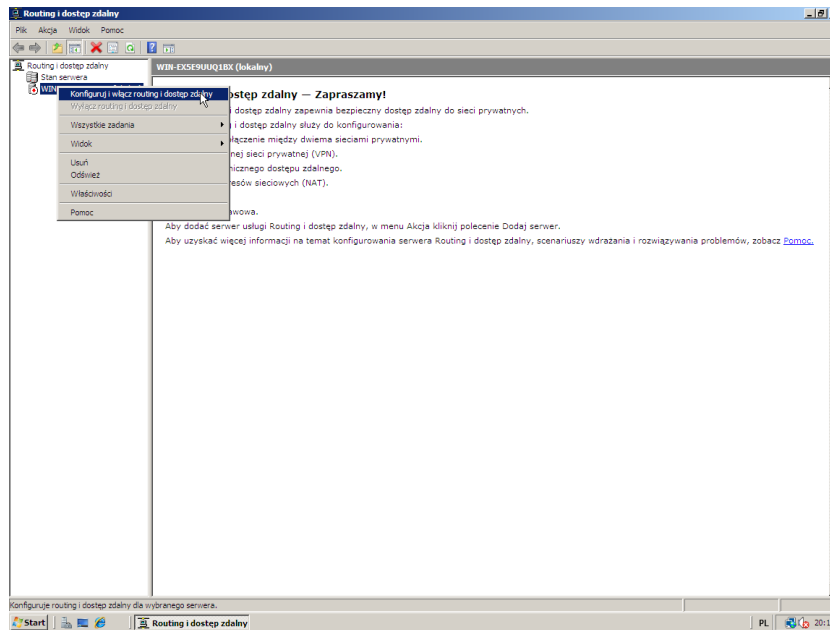 Routing i dostęp zdalny
Plik Akcja Widok Pomoc
Routing i dostęp zdalny
Stan serwera
WIN
WIN-EX5E9UUQ1BX (lokalny)
Konfiguruj i włącz routing i dostęp zdalny
Wyłącz routing i dostęp zdalny
Wszystkie zadania
Widok
Usuń
Odśwież
Właściwości
Pomoc
ostęp zdalny — Zapraszamy!
i dostęp zdalny zapewnia bezpieczny dostęp zdalny do sieci prywatnych.
i dostęp zdalny służy do konfigurowania:
łączenie między dwiema sieciami prywatnymi.
nej sieci prywatnej (VPN).
nicznego dostępu zdalnego.
resów sieciowych (NAT).
awowa.
Aby dodać serwer usługi Routing i dostęp zdalny, w menu Akcja kliknij polecenie Dodaj serwer.
Aby uzyskać więcej informacji na temat konfigurowania serwera Routing i dostęp zdalny, scenariuszy wdrażania i rozwiązywania problemów, zobacz Pomoc.
Konfiguruje routing i dostęp zdalny dla wybranego serwera.
Start Routing i dostęp zdalny PL 20:1